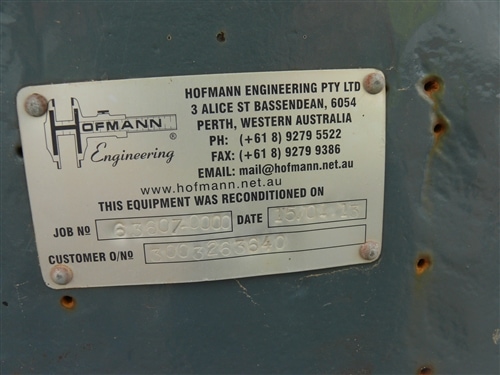 HOFMANN ENGINEERING PTY LTD
3 ALICE ST BASSENDEAN, 6054
PERTH, WESTERN AUSTRALIA
PH: (+61 8) 9279 5522
FAX: (+61 8) 9279 9386
EMAIL: mail@hofmann.net.au
HOFMANN ®
Engineering
www.hofmann.net.au
THIS EQUIPMENT WAS RECONDITIONED ON
JOB No DATE
CUSTOMER O/No 3003263640